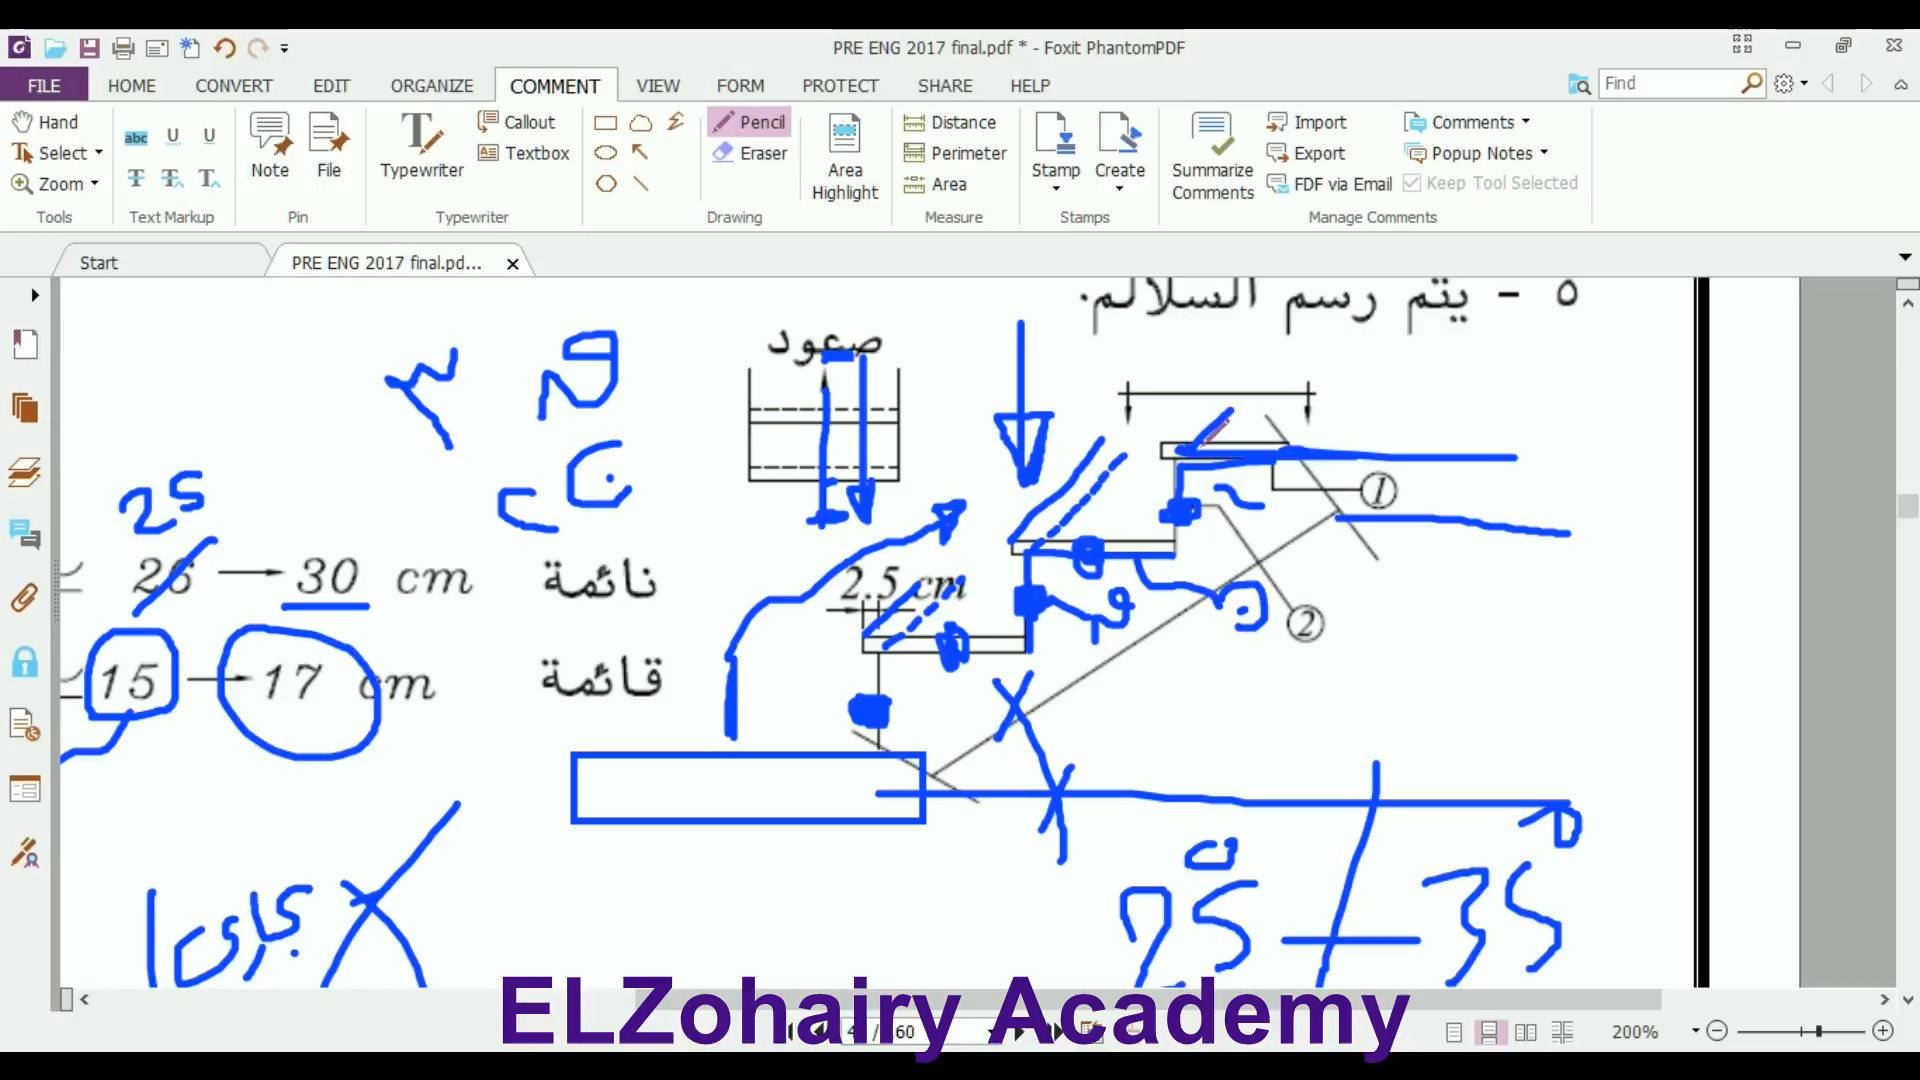 PRE ENG 2017 final.pdf * - Foxit PhantomPDF
FILE HOME CONVERT EDIT ORGANIZE COMMENT VIEW FORM PROTECT SHARE HELP Find
Hand
Select
Zoom
Tools
abc U U
T T T
Text Markup
Note File
Pin
Typewriter
Callout
Textbox
Typewriter
Pencil
Eraser
Drawing
Area Highlight
Distance
Perimeter
Area
Measure
Stamp Create
Stamps
Summarize Comments
Import
Export
FDF via Email
Comments
Popup Notes
Keep Tool Selected
Manage Comments
Start
PRE ENG 2017 final.pd...
٥ - يتم رسم السلالم.
صعود
ق
ن
25
1
26 → 30 cm نائمة
2.5 cm
2
15 → 17 cm قائمة
25
35
ELZohairy Academy
/ 60
200%